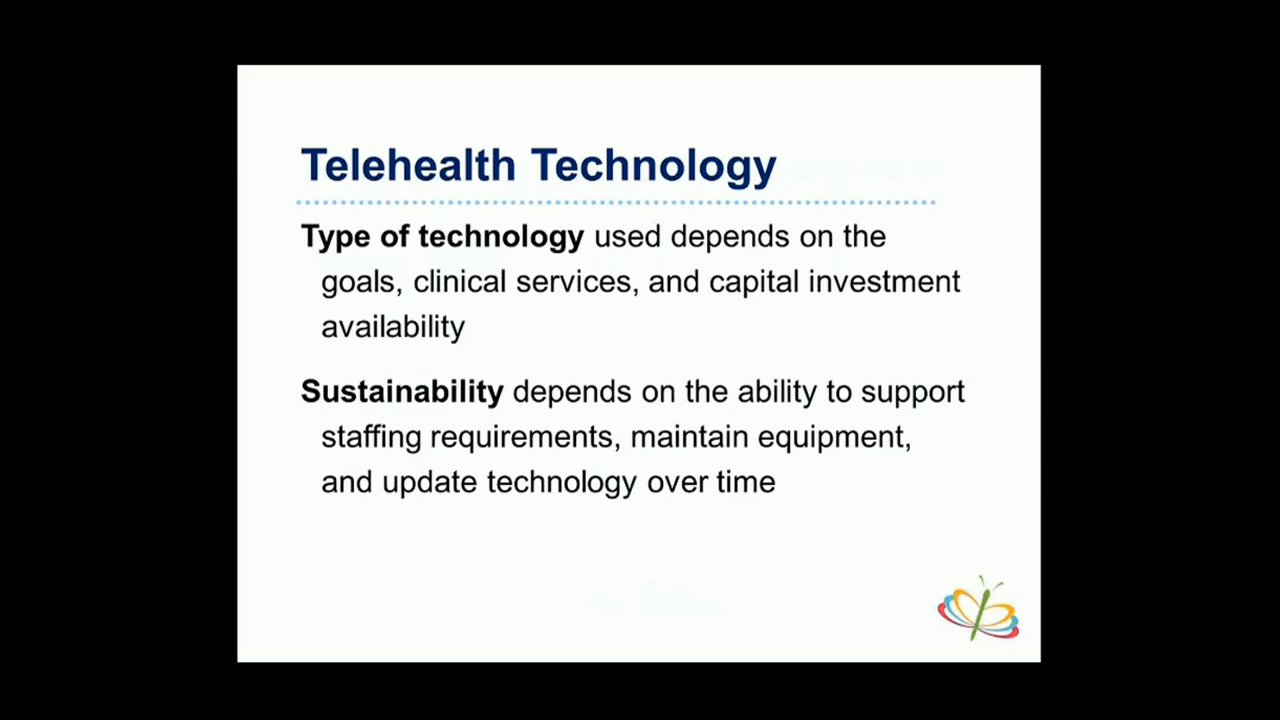 Telehealth Technology
Type of technology used depends on the
goals, clinical services, and capital investment
availability
Sustainability depends on the ability to support
staffing requirements, maintain equipment,
and update technology over time